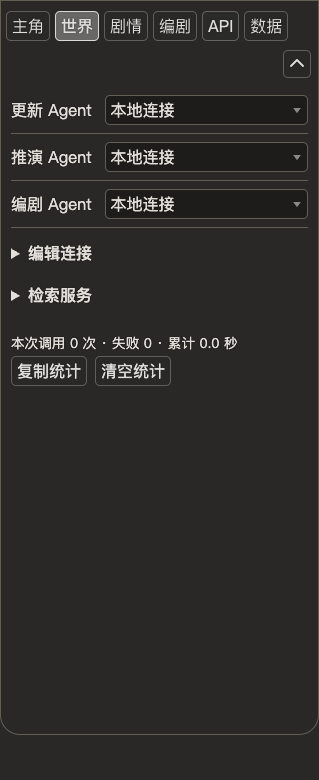 主角 世界 剧情 编剧 API 数据
更新 Agent 本地连接
推演 Agent 本地连接
编剧 Agent 本地连接
编辑连接
检索服务
本次调用 0 次 · 失败 0 · 累计 0.0 秒
复制统计 清空统计